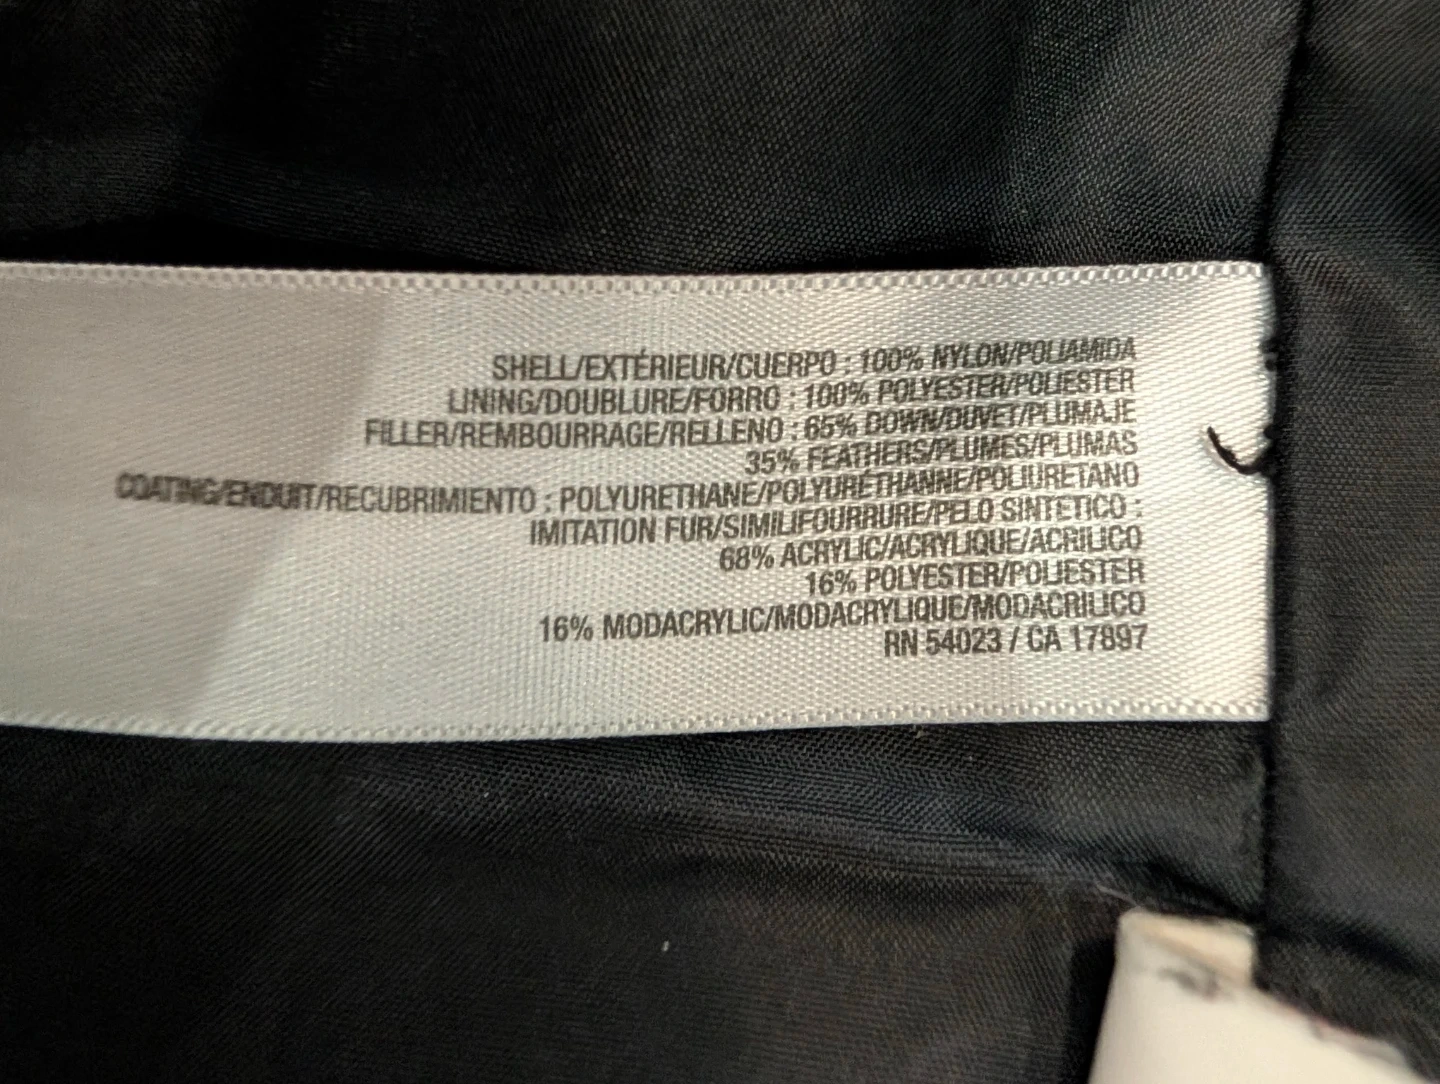 SHELL/EXTÉRIEUR/CUERPO : 100% NYLON/POLIAMIDA
LINING/DOUBLURE/FORRO : 100% POLYESTER/POLIESTER
FILLER/REMBOURRAGE/RELLENO : 65% DOWN/DUVET/PLUMAJE
35% FEATHERS/PLUMES/PLUMAS
COATING/ENDUIT/RECUBRIMIENTO : POLYURETHANE/POLYURÉTHANNE/POLIURETANO
IMITATION FUR/SIMILIFOURRURE/PELO SINTETICO :
68% ACRYLIC/ACRYLIQUE/ACRILICO
16% POLYESTER/POLIESTER
16% MODACRYLIC/MODACRYLIQUE/MODACRILICO
RN 54023 / CA 17897